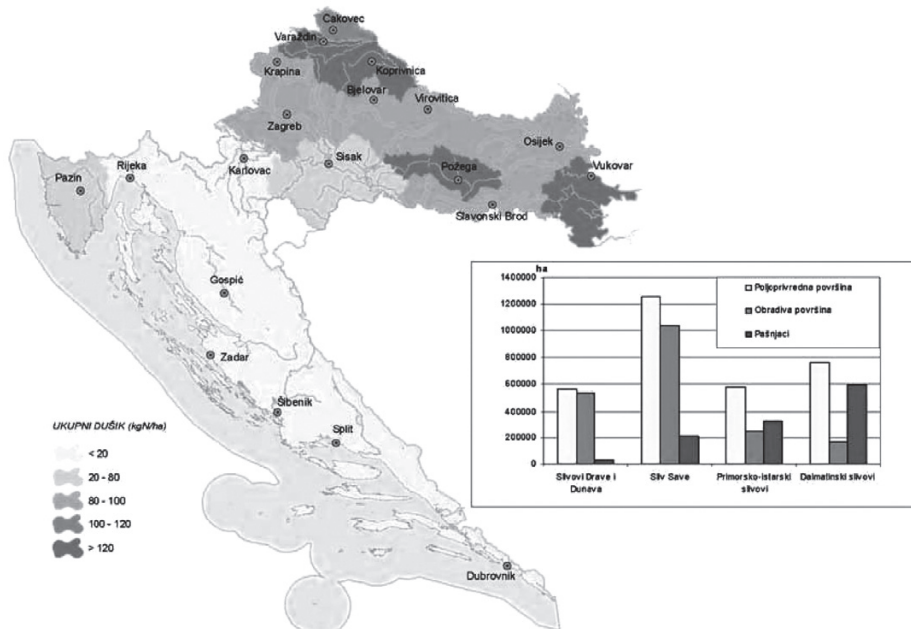 Čakovec
Varaždin
Krapina
Koprivnica
Bjelovar
Virovitica
Zagreb
Osijek
Sisak
Karlovac
Rijeka
Pazin
Požega
Vukovar
Slavonski Brod
Gospić
Zadar
Šibenik
Split
Dubrovnik
UKUPNI DUŠIK (kgN/ha)
< 20
20 - 80
80 - 100
100 - 120
> 120
ha
1400000
1200000
1000000
800000
600000
400000
200000
0
Poljoprivredna površina
Obradiva površina
Pašnjaci
Slivovi Drave i
Dunava
Sliv Save
Primorsko-istarski
slivovi
Dalmatinski slivovi